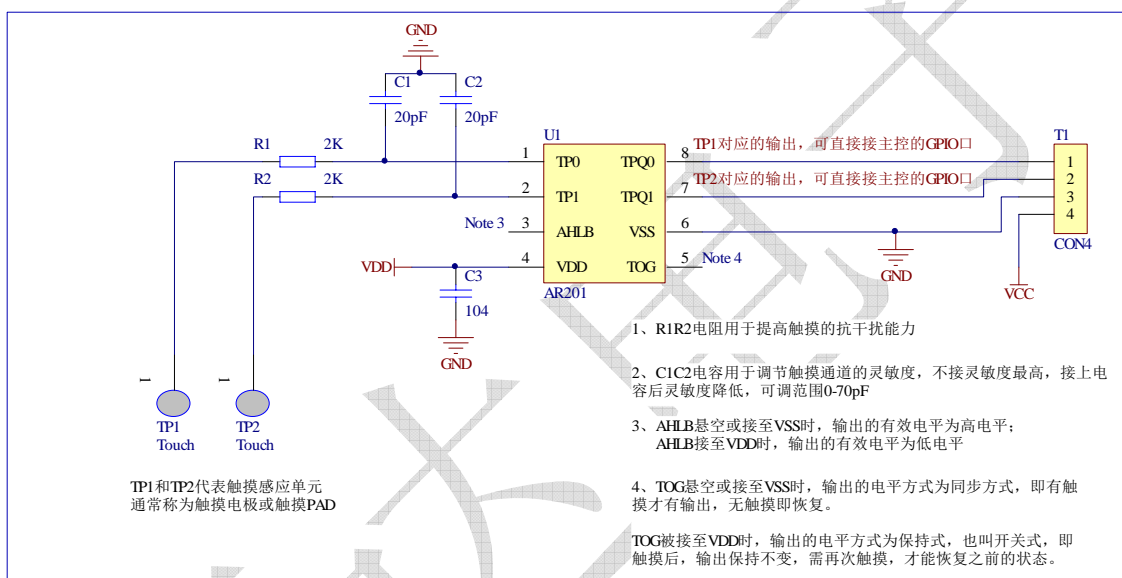 GND
C1
C2
20pF
20pF
R1
2K
R2
2K
U1
1
TP0
TPQ0
8
2
TP1
TPQ1
7
Note 3
3
AHLB
VSS
6
4
VDD
TOG
5
Note 4
AR201
TP1对应的输出，可直接接主控的GPIO口
TP2对应的输出，可直接接主控的GPIO口
T1
1
2
3
4
CON4
VDD
C3
104
GND
GND
VCC
1
1
TP1
Touch
TP2
Touch
TP1和TP2代表触摸感应单元
通常称为触摸电极或触摸PAD
1、R1R2电阻用于提高触摸的抗干扰能力
2、C1C2电容用于调节触摸通道的灵敏度，不接灵敏度最高，接上电
容后灵敏度降低，可调范围0-70pF
3、AHLB悬空或接至VSS时，输出的有效电平为高电平；
AHLB接至VDD时，输出的有效电平为低电平
4、TOG悬空或接至VSS时，输出的电平方式为同步方式，即有触
摸才有输出，无触摸即恢复。
TOG被接至VDD时，输出的电平方式为保持式，也叫开关式，即
触摸后，输出保持不变，需再次触摸，才能恢复之前的状态。